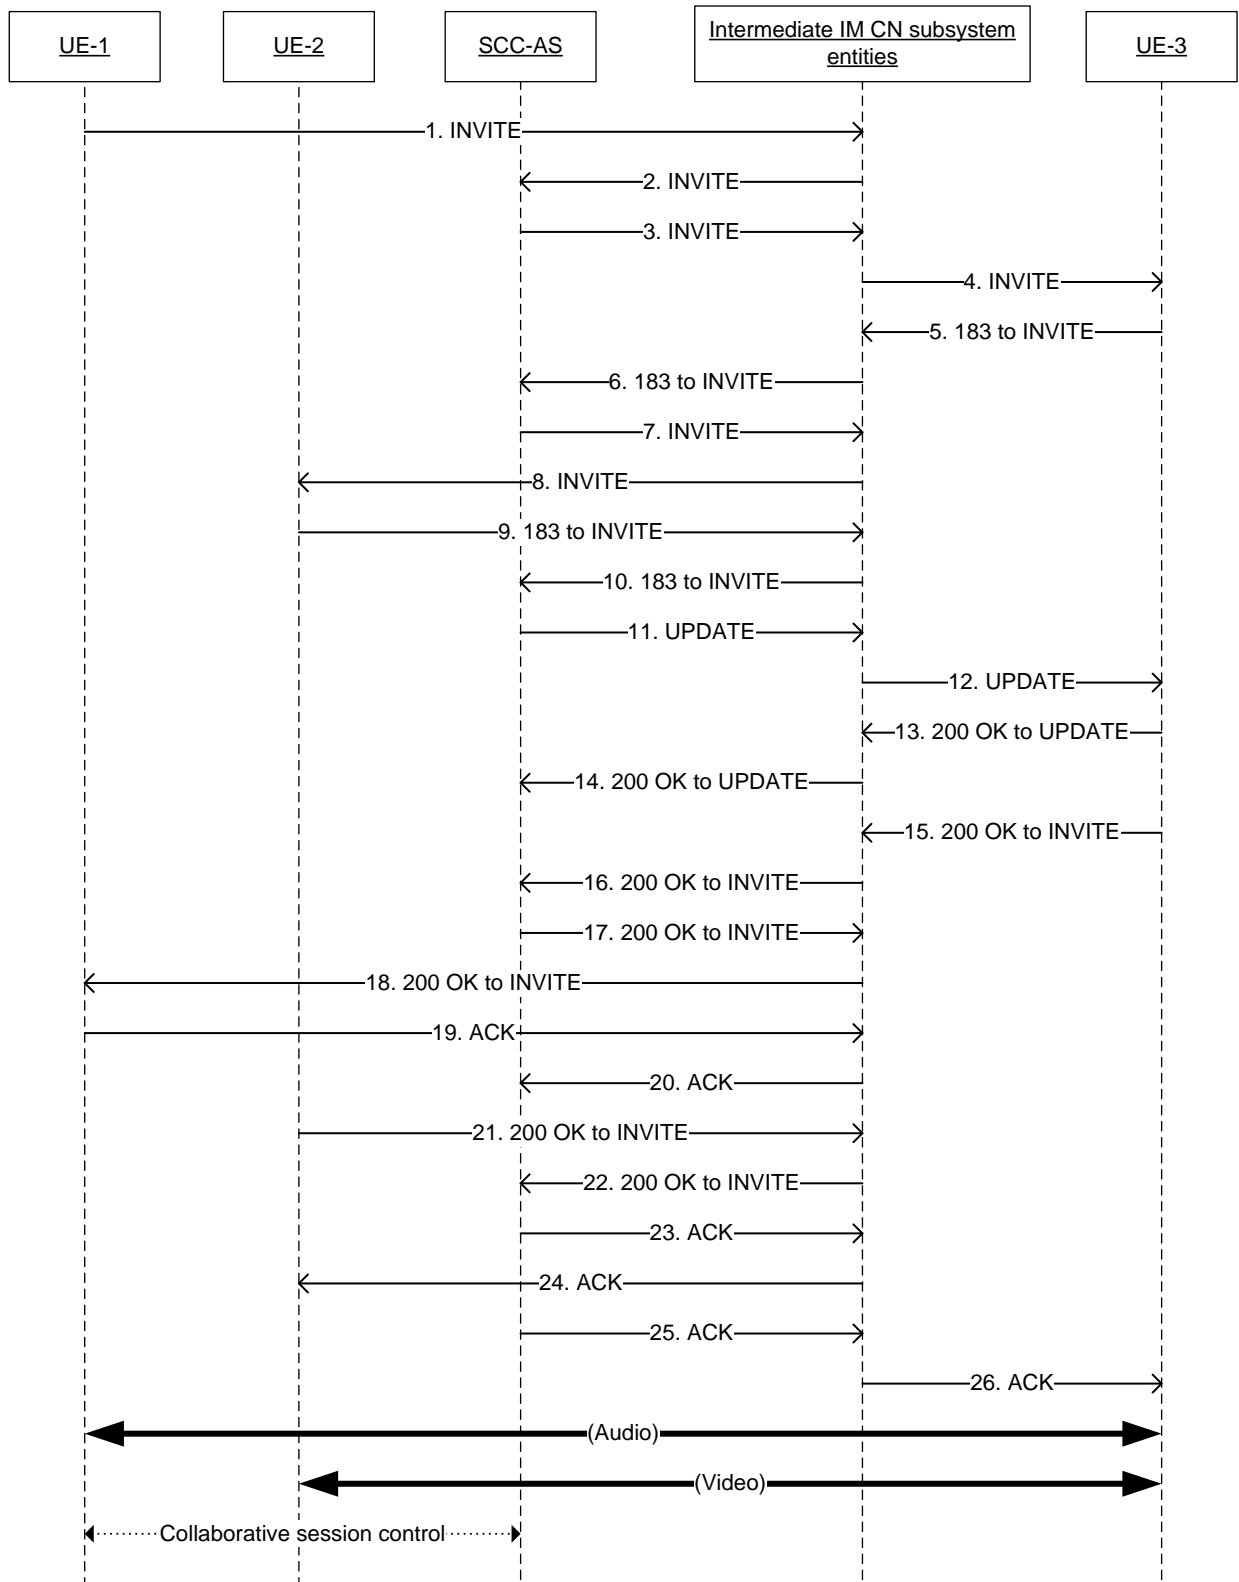 UE-1
UE-2
SCC-AS
Intermediate IM CN subsystem
entities
UE-3
1. INVITE
2. INVITE
3. INVITE
4. INVITE
5. 183 to INVITE
6. 183 to INVITE
7. INVITE
8. INVITE
9. 183 to INVITE
10. 183 to INVITE
11. UPDATE
12. UPDATE
13. 200 OK to UPDATE
14. 200 OK to UPDATE
15. 200 OK to INVITE
16. 200 OK to INVITE
17. 200 OK to INVITE
18. 200 OK to INVITE
19. ACK
20. ACK
21. 200 OK to INVITE
22. 200 OK to INVITE
23. ACK
24. ACK
25. ACK
26. ACK
(Audio)
(Video)
Collaborative session control